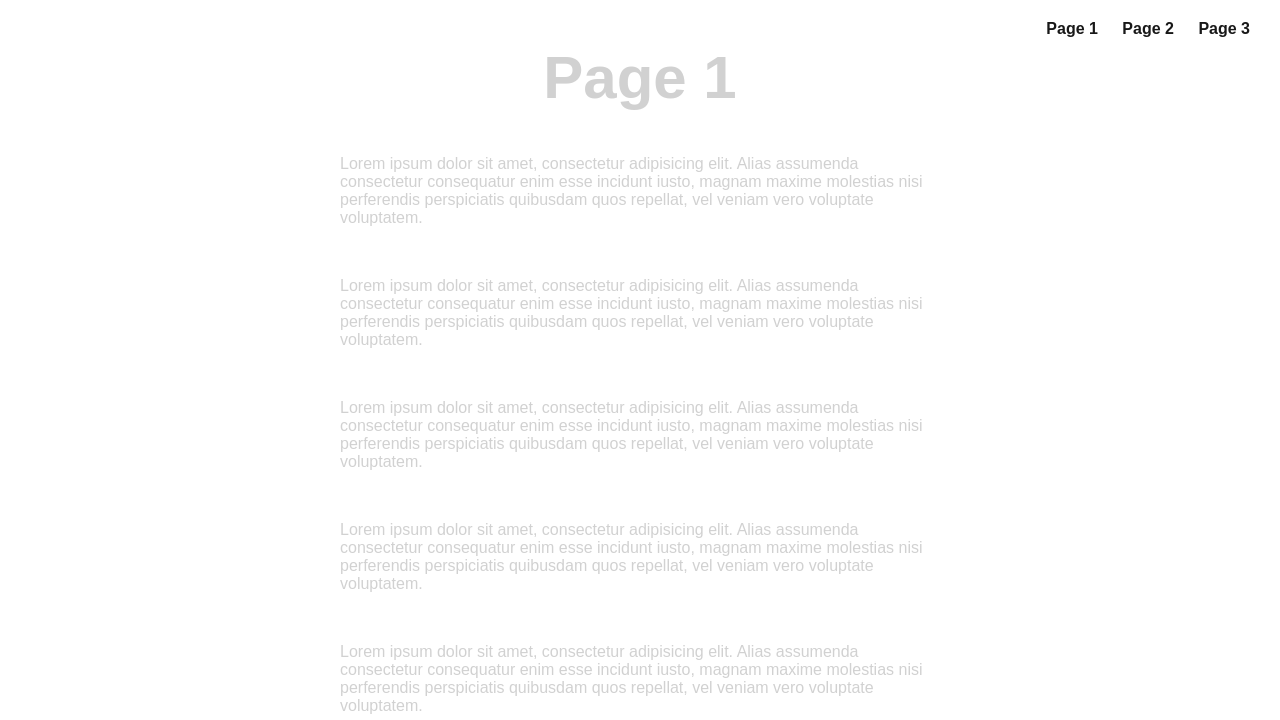 Page 1 Page 2 Page 3
Page 1
Lorem ipsum dolor sit amet, consectetur adipisicing elit. Alias assumenda
consectetur consequatur enim esse incidunt iusto, magnam maxime molestias nisi
perferendis perspiciatis quibusdam quos repellat, vel veniam vero voluptate
voluptatem.
Lorem ipsum dolor sit amet, consectetur adipisicing elit. Alias assumenda
consectetur consequatur enim esse incidunt iusto, magnam maxime molestias nisi
perferendis perspiciatis quibusdam quos repellat, vel veniam vero voluptate
voluptatem.
Lorem ipsum dolor sit amet, consectetur adipisicing elit. Alias assumenda
consectetur consequatur enim esse incidunt iusto, magnam maxime molestias nisi
perferendis perspiciatis quibusdam quos repellat, vel veniam vero voluptate
voluptatem.
Lorem ipsum dolor sit amet, consectetur adipisicing elit. Alias assumenda
consectetur consequatur enim esse incidunt iusto, magnam maxime molestias nisi
perferendis perspiciatis quibusdam quos repellat, vel veniam vero voluptate
voluptatem.
Lorem ipsum dolor sit amet, consectetur adipisicing elit. Alias assumenda
consectetur consequatur enim esse incidunt iusto, magnam maxime molestias nisi
perferendis perspiciatis quibusdam quos repellat, vel veniam vero voluptate
voluptatem.